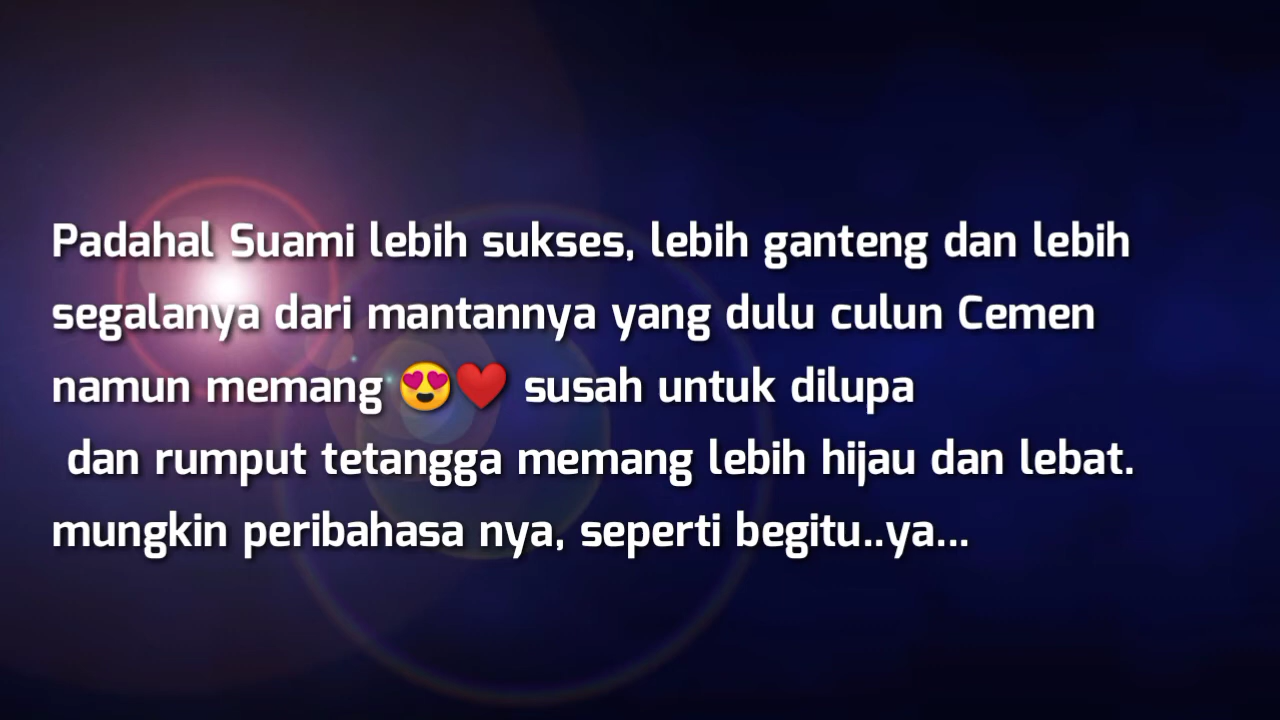 Padahal Suami lebih sukses, lebih ganteng dan lebih
segalanya dari mantannya yang dulu culun Cemen
namun memang 😍❤️ susah untuk dilupa
dan rumput tetangga memang lebih hijau dan lebat.
mungkin peribahasa nya, seperti begitu..ya...